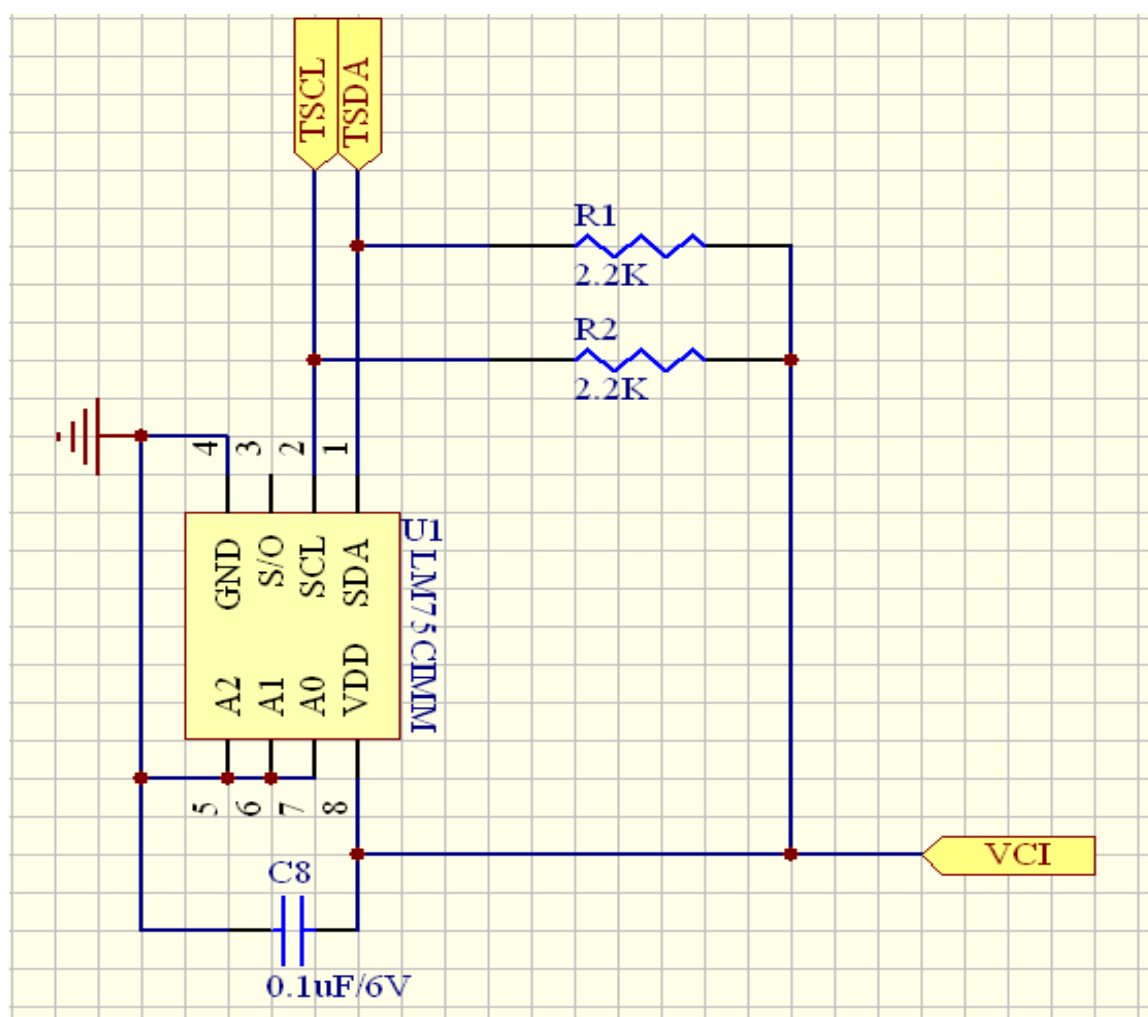 TSCL
TSDA
R1
2.2K
R2
2.2K
4
3
2
1
U1
LM75CIMM
GND
S/O
SCL
SDA
A2
A1
A0
VDD
5
6
7
8
VCI
C8
0.1uF/6V